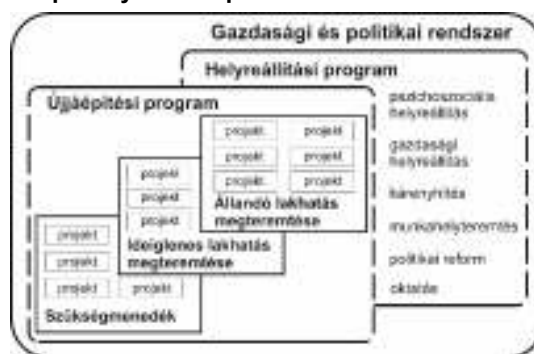 Gazdasági és politikai rendszer
Helyreállítási program
Újjáépítési program
pszichoszociális
helyreállítás
gazdasági
helyreállítás
kárenyhítés
munkahelyteremtés
politikai reform
oktatás
projekt projekt
projekt projekt
projekt projekt
Állandó lakhatás
megteremtése
projekt
projekt
projekt
Ideiglenes lakhatás
megteremtése
projekt
projekt
projekt projekt
Szükségmenedék